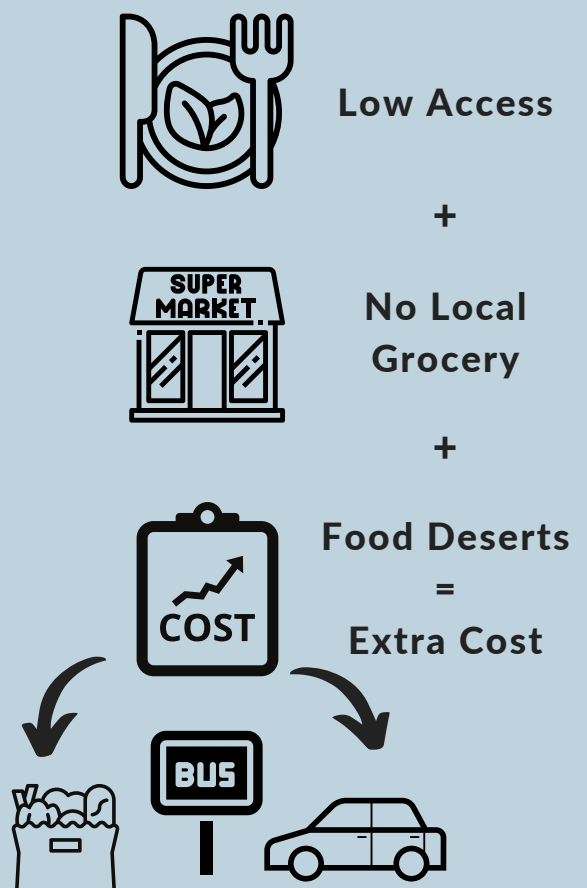 Low Access
+
SUPER
MARKET
No Local
Grocery
+
COST
Food Deserts
=
Extra Cost
BUS